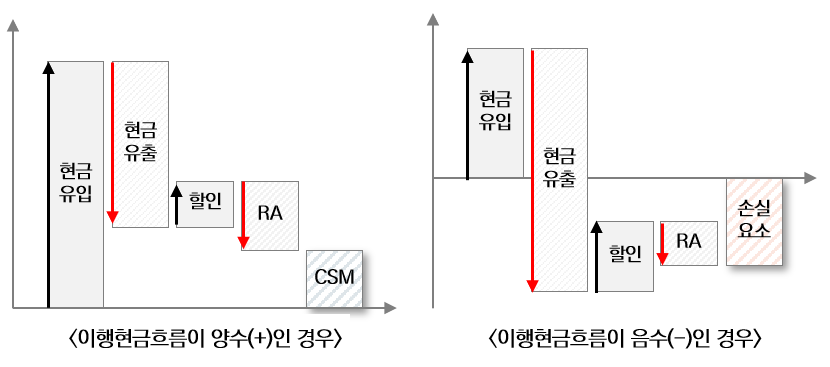 현금
유입
현금
유출
할인
RA
CSM
<이행현금흐름이 양수(+)인 경우>
현금
유입
현금
유출
할인
RA
손실
요소
<이행현금흐름이 음수(-)인 경우>